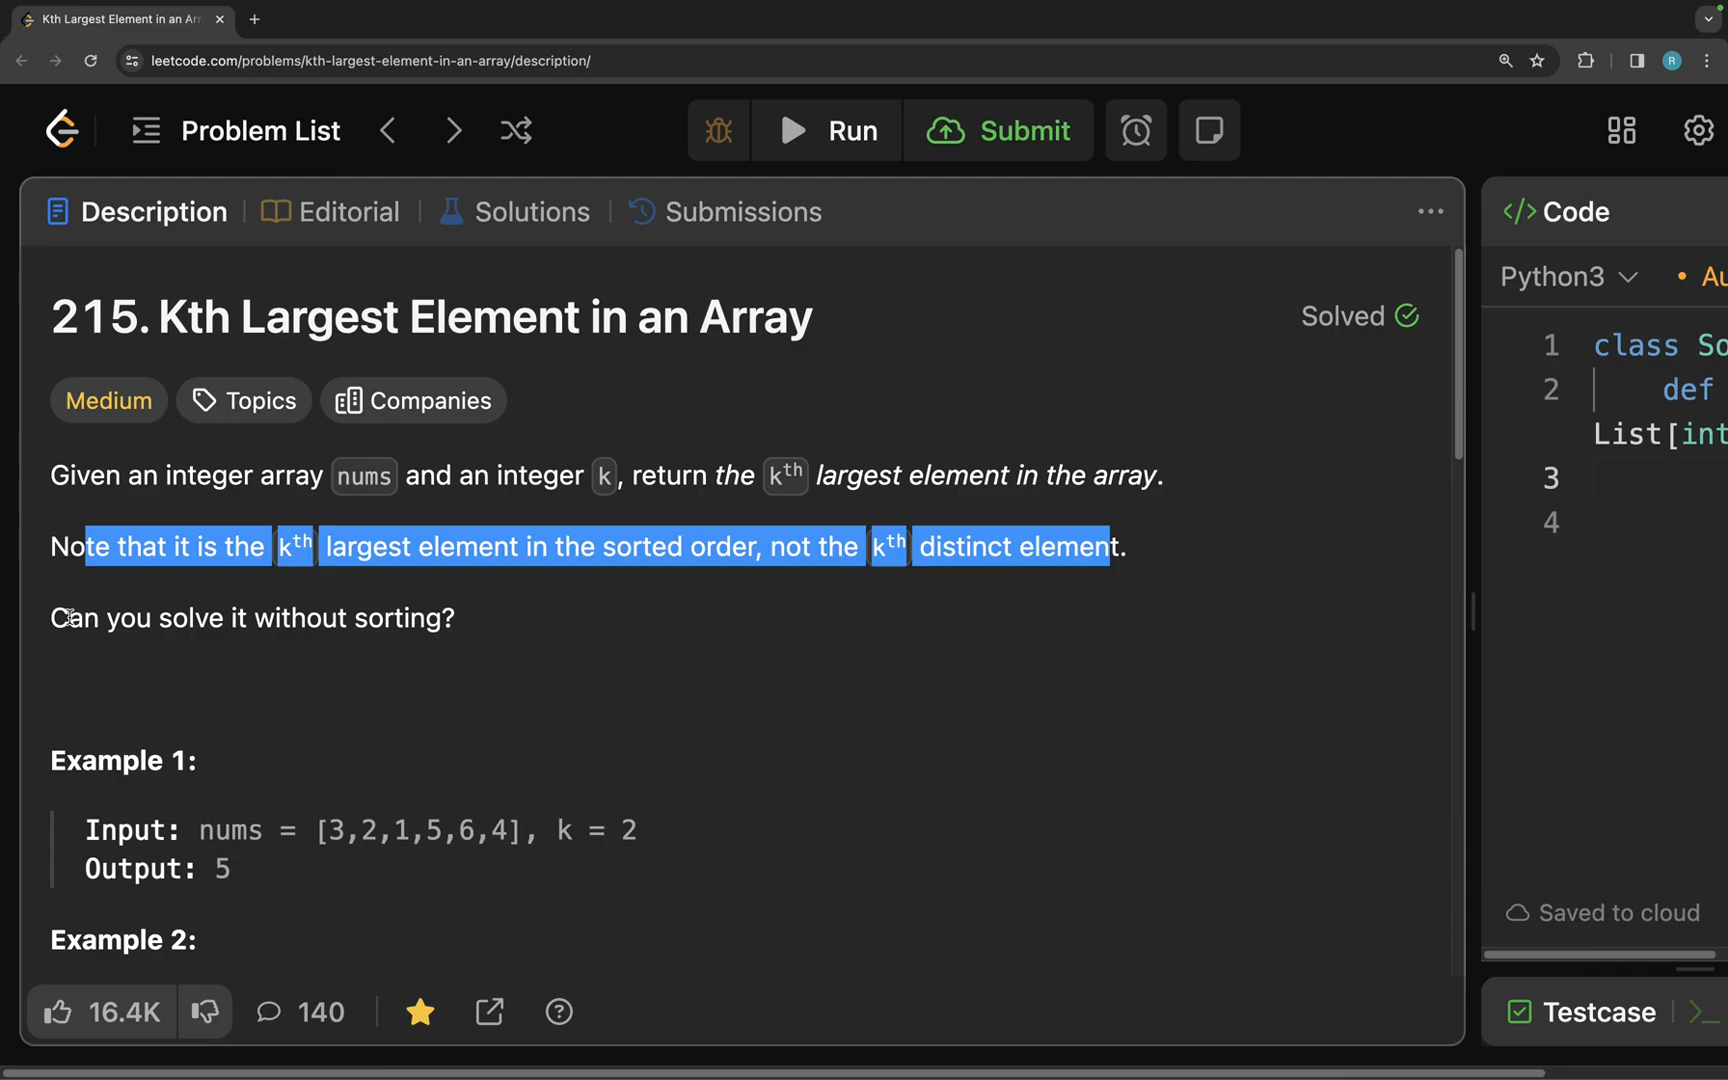 Kth Largest Element in an Arr
leetcode.com/problems/kth-largest-element-in-an-array/description/
R
Problem List
Run
Submit
Description
Editorial
Solutions
Submissions
Code
Python3
Au
215. Kth Largest Element in an Array
Solved
Medium
Topics
Companies
Given an integer array nums and an integer k, return the kth largest element in the array.
Note that it is the kth largest element in the sorted order, not the kth distinct element.
Can you solve it without sorting?
Example 1:
Input: nums = [3,2,1,5,6,4], k = 2
Output: 5
Example 2:
1 class So
2 def
List[int
3
4
Saved to cloud
16.4K
140
Testcase